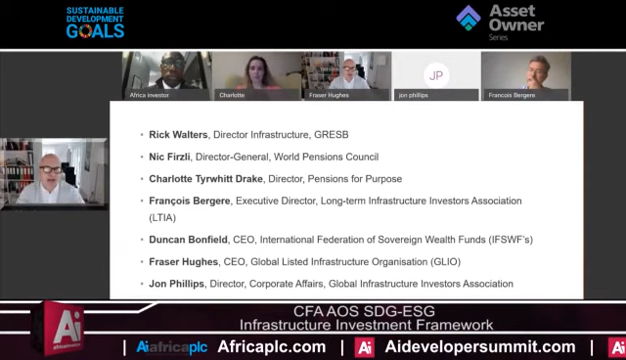 SUSTAINABLE
DEVELOPMENT
GOALS
Asset
Owner
Series
Africa investor
Charlotte
Fraser Hughes
JP
jon phillips
Francois Bergere
• Rick Walters, Director Infrastructure, GRESB
• Nic Firzli, Director-General, World Pensions Council
• Charlotte Tyrwhitt Drake, Director, Pensions for Purpose
• François Bergere, Executive Director, Long-term Infrastructure Investors Association
(LTIA)
• Duncan Bonfield, CEO, International Federation of Sovereign Wealth Funds (IFSWF's)
• Fraser Hughes, CEO, Global Listed Infrastructure Organisation (GLIO)
• Jon Phillips, Director, Corporate Affairs, Global Infrastructure Investors Association
CFA AOS SDG-ESG
Infrastructure Investment Framework
Ai
Aiafricaplc Africaplc.com | Ai Aidevelopersummit.com | Ai